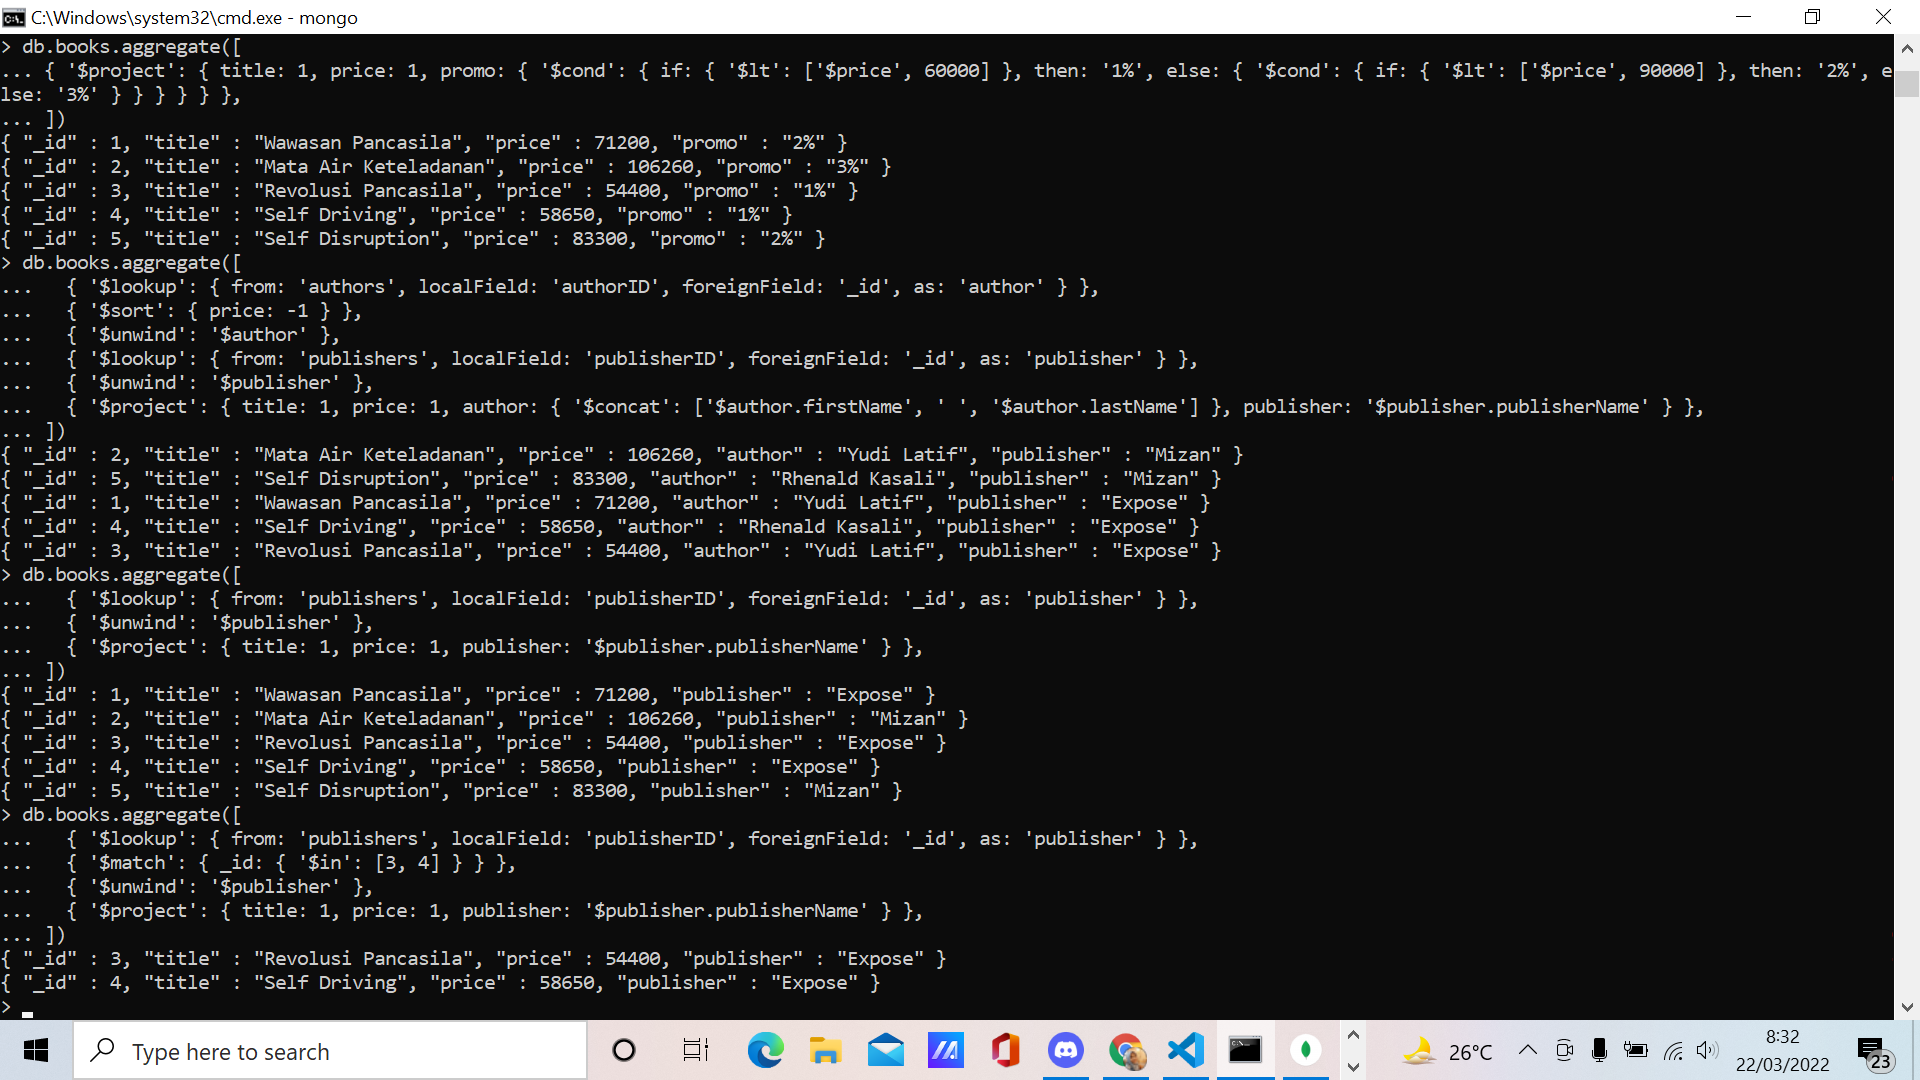 C:\Windows\system32\cmd.exe - mongo
> db.books.aggregate([
... { '$project': { title: 1, price: 1, promo: { '$cond': { if: { '$lt': ['$price', 60000] }, then: '1%', else: { '$cond': { if: { '$lt': ['$price', 90000] }, then: '2%', e
lse: '3%' } } } } } },
... ])
{ "_id" : 1, "title" : "Wawasan Pancasila", "price" : 71200, "promo" : "2%" }
{ "_id" : 2, "title" : "Mata Air Keteladanan", "price" : 106260, "promo" : "3%" }
{ "_id" : 3, "title" : "Revolusi Pancasila", "price" : 54400, "promo" : "1%" }
{ "_id" : 4, "title" : "Self Driving", "price" : 58650, "promo" : "1%" }
{ "_id" : 5, "title" : "Self Disruption", "price" : 83300, "promo" : "2%" }
> db.books.aggregate([
...   { '$lookup': { from: 'authors', localField: 'authorID', foreignField: '_id', as: 'author' } },
...   { '$sort': { price: -1 } },
...   { '$unwind': '$author' },
...   { '$lookup': { from: 'publishers', localField: 'publisherID', foreignField: '_id', as: 'publisher' } },
...   { '$unwind': '$publisher' },
...   { '$project': { title: 1, price: 1, author: { '$concat': ['$author.firstName', ' ', '$author.lastName'] }, publisher: '$publisher.publisherName' } },
... ])
{ "_id" : 2, "title" : "Mata Air Keteladanan", "price" : 106260, "author" : "Yudi Latif", "publisher" : "Mizan" }
{ "_id" : 5, "title" : "Self Disruption", "price" : 83300, "author" : "Rhenald Kasali", "publisher" : "Mizan" }
{ "_id" : 1, "title" : "Wawasan Pancasila", "price" : 71200, "author" : "Yudi Latif", "publisher" : "Expose" }
{ "_id" : 4, "title" : "Self Driving", "price" : 58650, "author" : "Rhenald Kasali", "publisher" : "Expose" }
{ "_id" : 3, "title" : "Revolusi Pancasila", "price" : 54400, "author" : "Yudi Latif", "publisher" : "Expose" }
> db.books.aggregate([
...   { '$lookup': { from: 'publishers', localField: 'publisherID', foreignField: '_id', as: 'publisher' } },
...   { '$unwind': '$publisher' },
...   { '$project': { title: 1, price: 1, publisher: '$publisher.publisherName' } },
... ])
{ "_id" : 1, "title" : "Wawasan Pancasila", "price" : 71200, "publisher" : "Expose" }
{ "_id" : 2, "title" : "Mata Air Keteladanan", "price" : 106260, "publisher" : "Mizan" }
{ "_id" : 3, "title" : "Revolusi Pancasila", "price" : 54400, "publisher" : "Expose" }
{ "_id" : 4, "title" : "Self Driving", "price" : 58650, "publisher" : "Expose" }
{ "_id" : 5, "title" : "Self Disruption", "price" : 83300, "publisher" : "Mizan" }
> db.books.aggregate([
...   { '$lookup': { from: 'publishers', localField: 'publisherID', foreignField: '_id', as: 'publisher' } },
...   { '$match': { _id: { '$in': [3, 4] } } },
...   { '$unwind': '$publisher' },
...   { '$project': { title: 1, price: 1, publisher: '$publisher.publisherName' } },
... ])
{ "_id" : 3, "title" : "Revolusi Pancasila", "price" : 54400, "publisher" : "Expose" }
{ "_id" : 4, "title" : "Self Driving", "price" : 58650, "publisher" : "Expose" }
>
Type here to search
26°C
8:32
22/03/2022
23